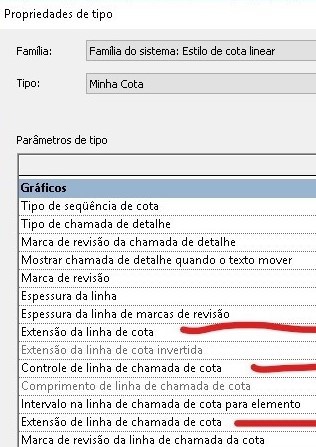 Propriedades de tipo
Família:
Família do sistema: Estilo de cota linear
Tipo:
Minha Cota
Parâmetros de tipo
Gráficos
Tipo de seqüência de cota
Tipo de chamada de detalhe
Marca de revisão da chamada de detalhe
Mostrar chamada de detalhe quando o texto mover
Marca de revisão
Espessura da linha
Espessura da linha de marcas de revisão
Extensão da linha de cota
Extensão da linha de cota invertida
Controle de linha de chamada de cota
Comprimento de linha de chamada de cota
Intervalo na linha de chamada de cota para elemento
Extensão de linha de chamada de cota
Marca de revisão da linha de chamada da cota